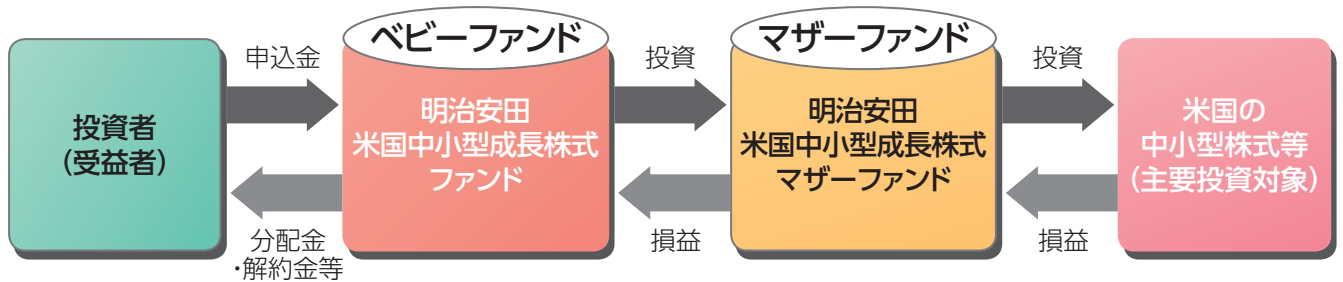 投資者
（受益者）
申込金
分配金
・解約金等
ベビーファンド
明治安田
米国中小型成長株式
ファンド
投資
損益
マザーファンド
明治安田
米国中小型成長株式
マザーファンド
投資
損益
米国の
中小型株式等
（主要投資対象）